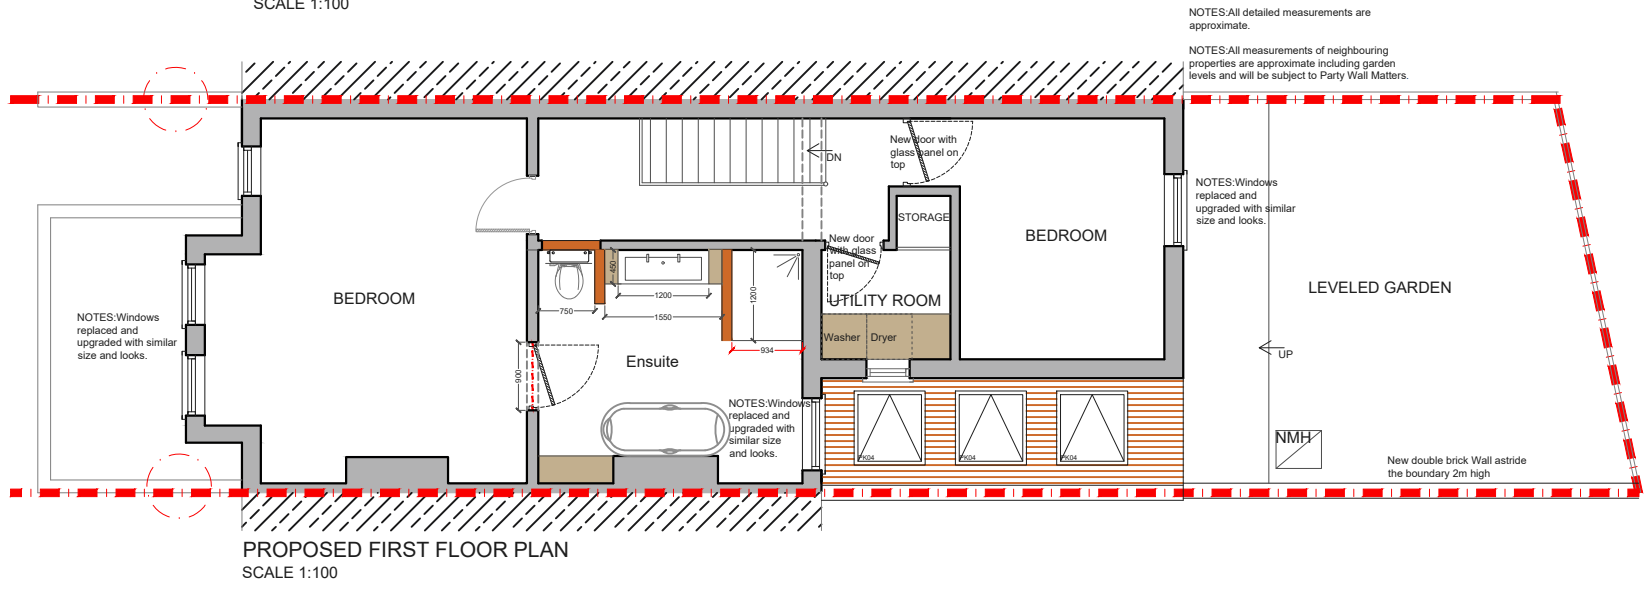 SCALE 1:100
NOTES:All detailed measurements are
approximate.
NOTES:All measurements of neighbouring
properties are approximate including garden
levels and will be subject to Party Wall Matters.
New door with
glass panel on
top
DN
NOTES:Windows
replaced and
upgraded with similar
size and looks.
STORAGE
BEDROOM
New door
with glass
panel on
top
LEVELED GARDEN
BEDROOM
450
1200
1200
750
1550
UTILITY ROOM
NOTES:Windows
replaced and
upgraded with similar
size and looks.
Washer
Dryer
934
Ensuite
UP
900
NOTES:Windows
replaced and
upgraded with
similar size
and looks.
NMH
FK04
FK04
FK04
New double brick Wall astride
the boundary 2m high
PROPOSED FIRST FLOOR PLAN
SCALE 1:100